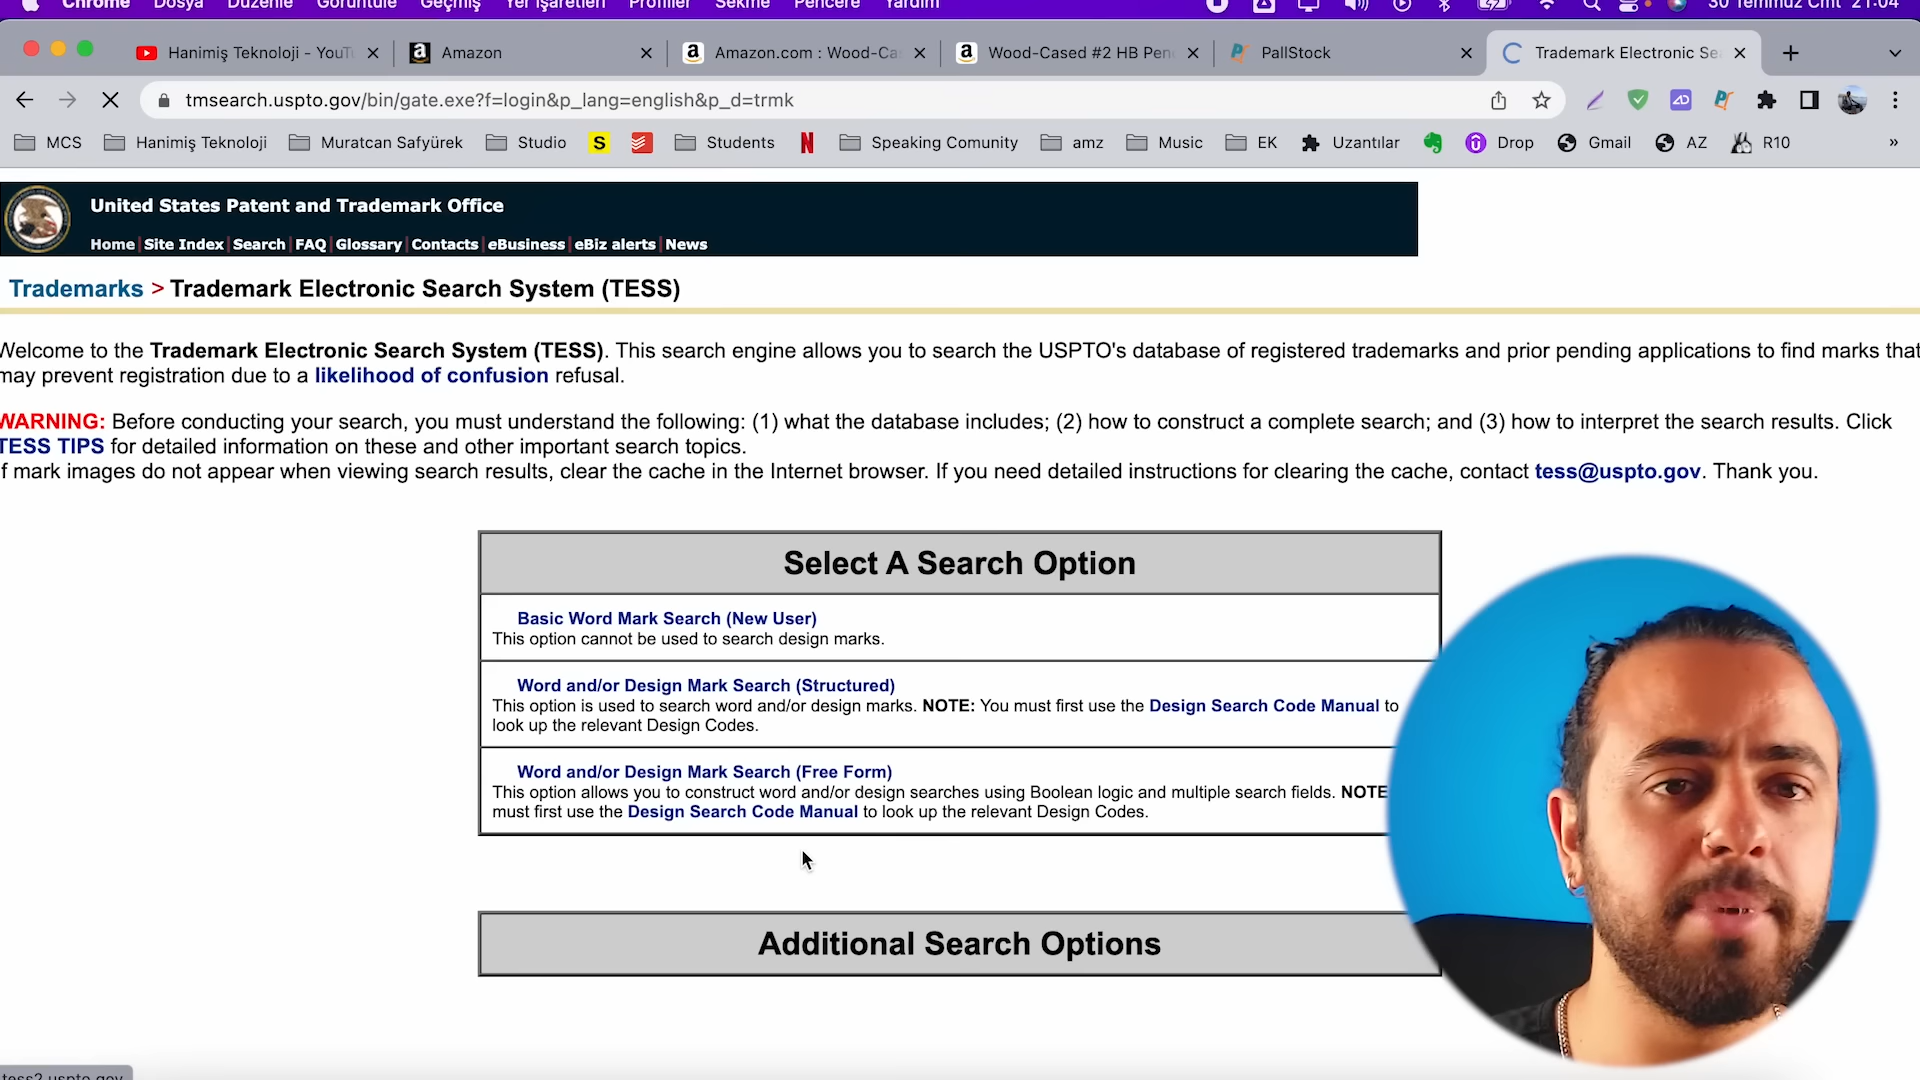 Chrome Dosya Düzenle Görüntüle Geçmiş Yer İşaretleri Profiller Sekme Pencere Yardım 30 Temmuz Cmt 21:04
Hanimiş Teknoloji - YouTu Amazon Amazon.com : Wood-Ca Wood-Cased #2 HB Pen PallStock Trademark Electronic Se
tmsearch.uspto.gov/bin/gate.exe?f=login&p_lang=english&p_d=trmk
MCS Hanimiş Teknoloji Muratcan Safyürek Studio S Students N Speaking Comunity amz Music EK Uzantılar Drop Gmail AZ R10 »
United States Patent and Trademark Office
Home | Site Index | Search | FAQ | Glossary | Contacts | eBusiness | eBiz alerts | News
Trademarks > Trademark Electronic Search System (TESS)
Welcome to the Trademark Electronic Search System (TESS). This search engine allows you to search the USPTO's database of registered trademarks and prior pending applications to find marks that
may prevent registration due to a likelihood of confusion refusal.
WARNING: Before conducting your search, you must understand the following: (1) what the database includes; (2) how to construct a complete search; and (3) how to interpret the search results. Click
TESS TIPS for detailed information on these and other important search topics.
If mark images do not appear when viewing search results, clear the cache in the Internet browser. If you need detailed instructions for clearing the cache, contact tess@uspto.gov. Thank you.
Select A Search Option
Basic Word Mark Search (New User)
This option cannot be used to search design marks.
Word and/or Design Mark Search (Structured)
This option is used to search word and/or design marks. NOTE: You must first use the Design Search Code Manual to
look up the relevant Design Codes.
Word and/or Design Mark Search (Free Form)
This option allows you to construct word and/or design searches using Boolean logic and multiple search fields. NOTE
must first use the Design Search Code Manual to look up the relevant Design Codes.
Additional Search Options
tess2.uspto.gov